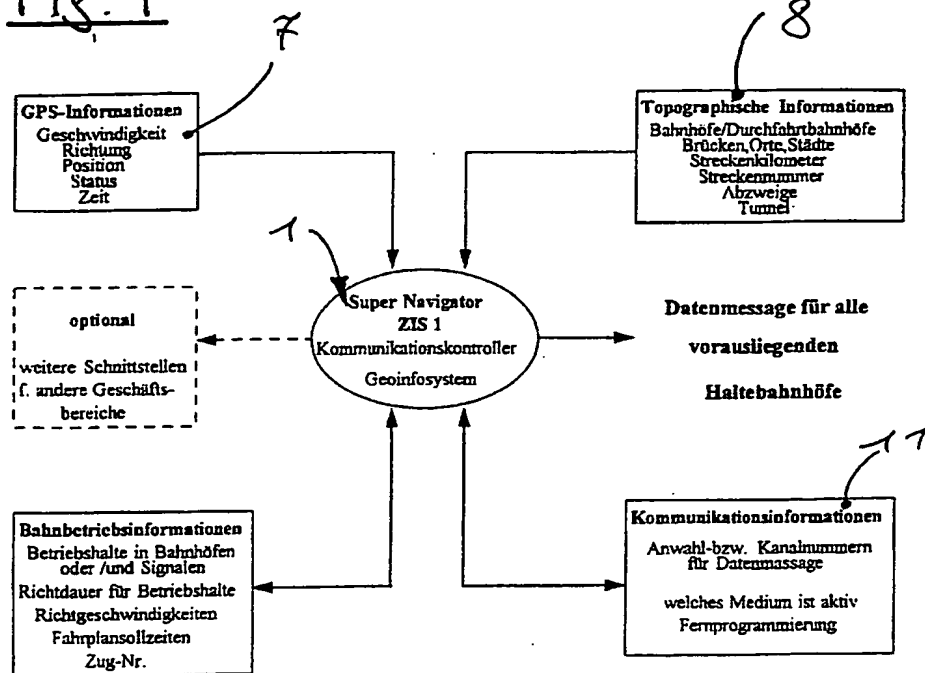 Fig. 1
7
8
GPS-Informationen
Geschwindigkeit
Richtung
Position
Status
Zeit
Topographische Informationen
Bahnhöfe/Durchfahrtbahnhöfe
Brücken,Orte,Städte
Streckenkilometer
Streckennummer
Abzweige
Tunnel
1
Super Navigator
ZIS 1
Kommunikationskontroller
Geoinfosystem
optional
weitere Schnittstellen
f. andere Geschäfts-
bereiche
Datenmessage für alle
vorausliegenden
Haltebahnhöfe
11
Bahnbetriebsinformationen
Betriebshalte in Bahnhöfen
oder /und Signalen
Richtdauer für Betriebshalte
Richtgeschwindigkeiten
Fahrplansollzeiten
Zug-Nr.
Kommunikationsinformationen
Anwahl-bzw. Kanalnummern
für Datenmassage
welches Medium ist aktiv
Fernprogrammierung